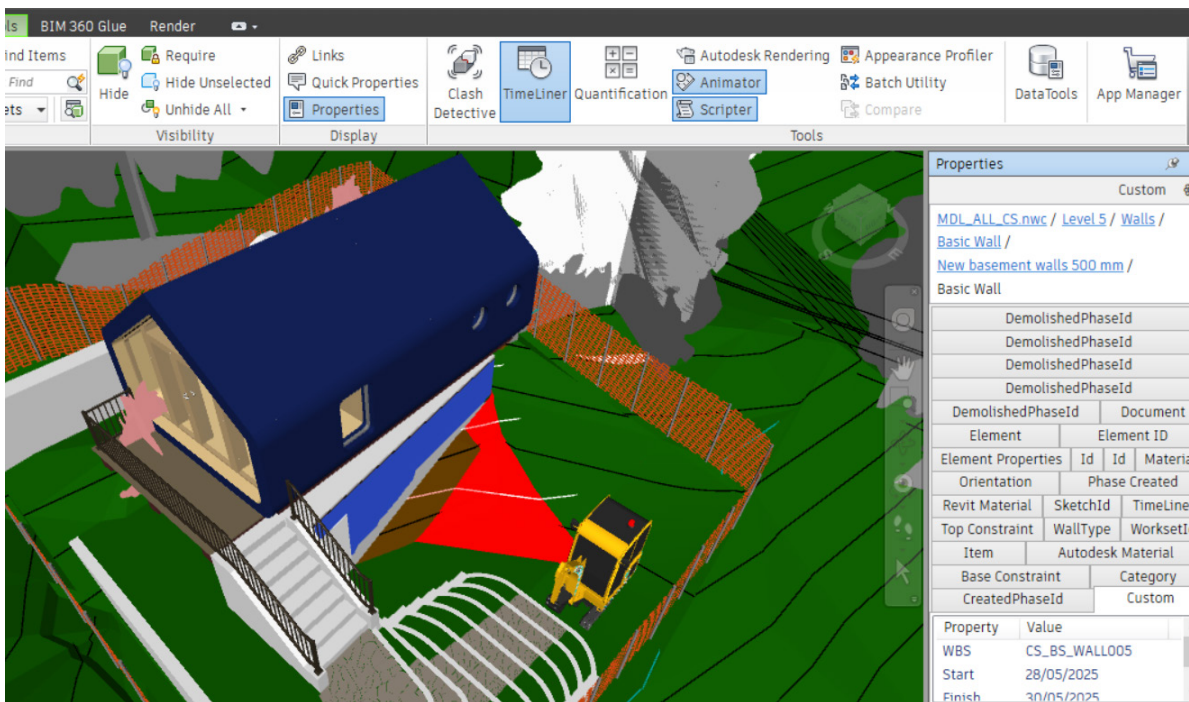 ls BIM 360 Glue Render
ind Items Require Links Autodesk Rendering Appearance Profiler
Find Hide Unselected Quick Properties Animator Batch Utility
Hide Clash TimeLiner Quantification DataTools App Manager
ets Unhide All Properties Detective Scripter Compare
Visibility Display Tools
Properties
Custom
MDL_ALL_CS.nwc / Level 5 / Walls /
Basic Wall /
New basement walls 500 mm /
Basic Wall
DemolishedPhaseId
DemolishedPhaseId
DemolishedPhaseId
DemolishedPhaseId
DemolishedPhaseId Document
Element Element ID
Element Properties Id Id Materia
Orientation Phase Created
Revit Material SketchId TimeLine
Top Constraint WallType WorksetI
Item Autodesk Material
Base Constraint Category
CreatedPhaseId Custom
Property Value
WBS CS_BS_WALL005
Start 28/05/2025
Finish 30/05/2025